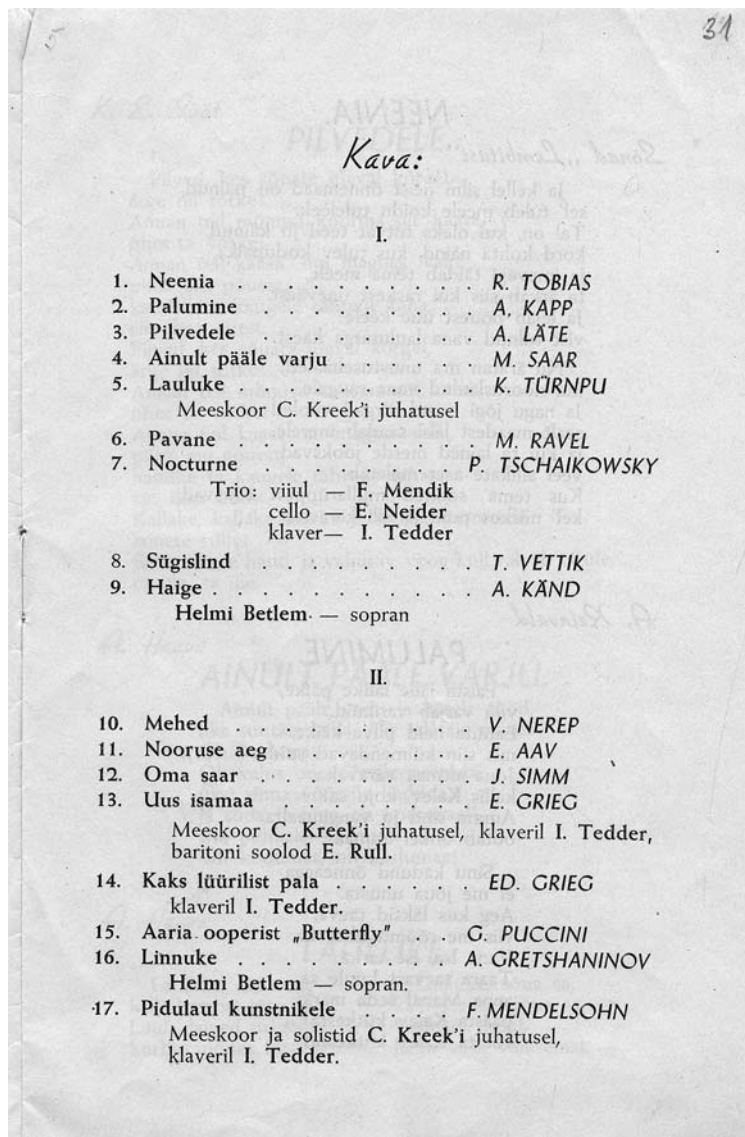 5
31
Kava:
I.
1. Neenia . . . . . . . . . R. TOBIAS
2. Palumine . . . . . . . . A. KAPP
3. Pilvedele . . . . . . . . A. LÄTE
4. Ainult pääle varju . . . . . M. SAAR
5. Lauluke . . . . . . . . K. TÜRNPU
Meeskoor C. Kreek'i juhatusel
6. Pavane . . . . . . . . M. RAVEL
7. Nocturne . . . . . . . P. TSCHAIKOWSKY
Trio: viiul — F. Mendik
cello — E. Neider
klaver— I. Tedder
8. Sügislind . . . . . . . . T. VETTIK
9. Haige . . . . . . . . . . A. KÄND
Helmi Betlem — sopran
II.
10. Mehed . . . . . . . . V. NEREP
11. Nooruse aeg . . . . . . E. AAV
12. Oma saar . . . . . . . J. SIMM
13. Uus isamaa . . . . . . E. GRIEG
Meeskoor C. Kreek'i juhatusel, klaveril I. Tedder,
baritoni soolod E. Rull.
14. Kaks lüürilist pala . . . . ED. GRIEG
klaveril I. Tedder.
15. Aaria ooperist „Butterfly" . . G. PUCCINI
16. Linnuke . . . . . . . A. GRETSHANINOV
Helmi Betlem — sopran.
17. Pidulaul kunstnikele . . . . F. MENDELSOHN
Meeskoor ja solistid C. Kreek'i juhatusel,
klaveril I. Tedder.